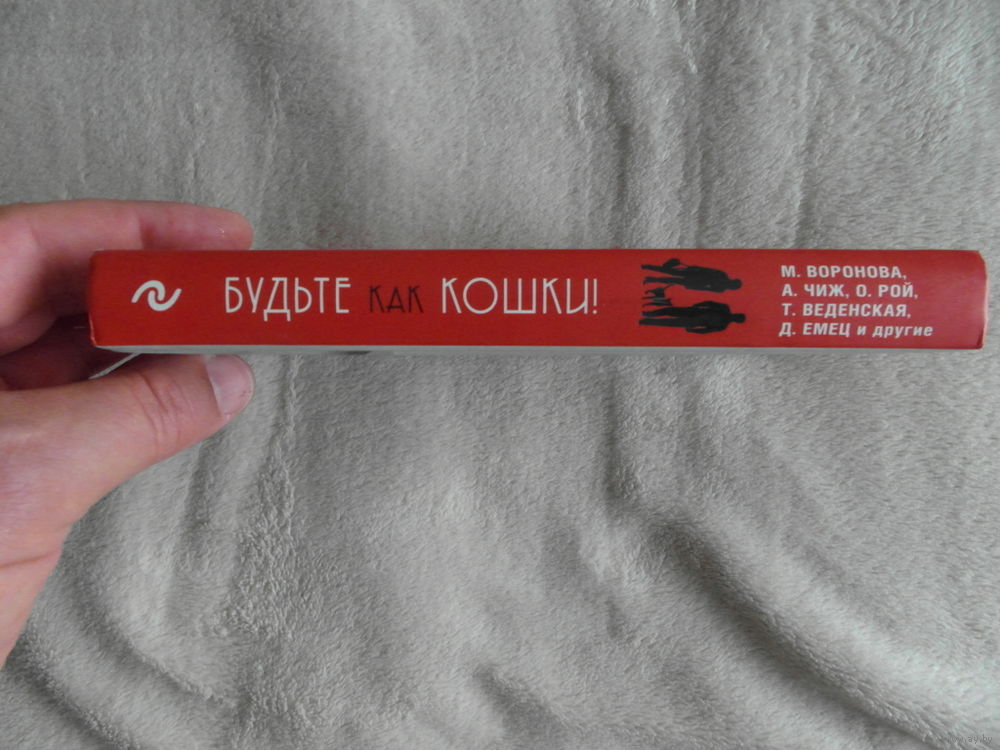 БУДЬТЕ КАК КОШКИ!
М. ВОРОНОВА,
А. ЧИЖ, О. РОЙ,
Т. ВЕДЕНСКАЯ,
Д. ЕМЕЦ и другие